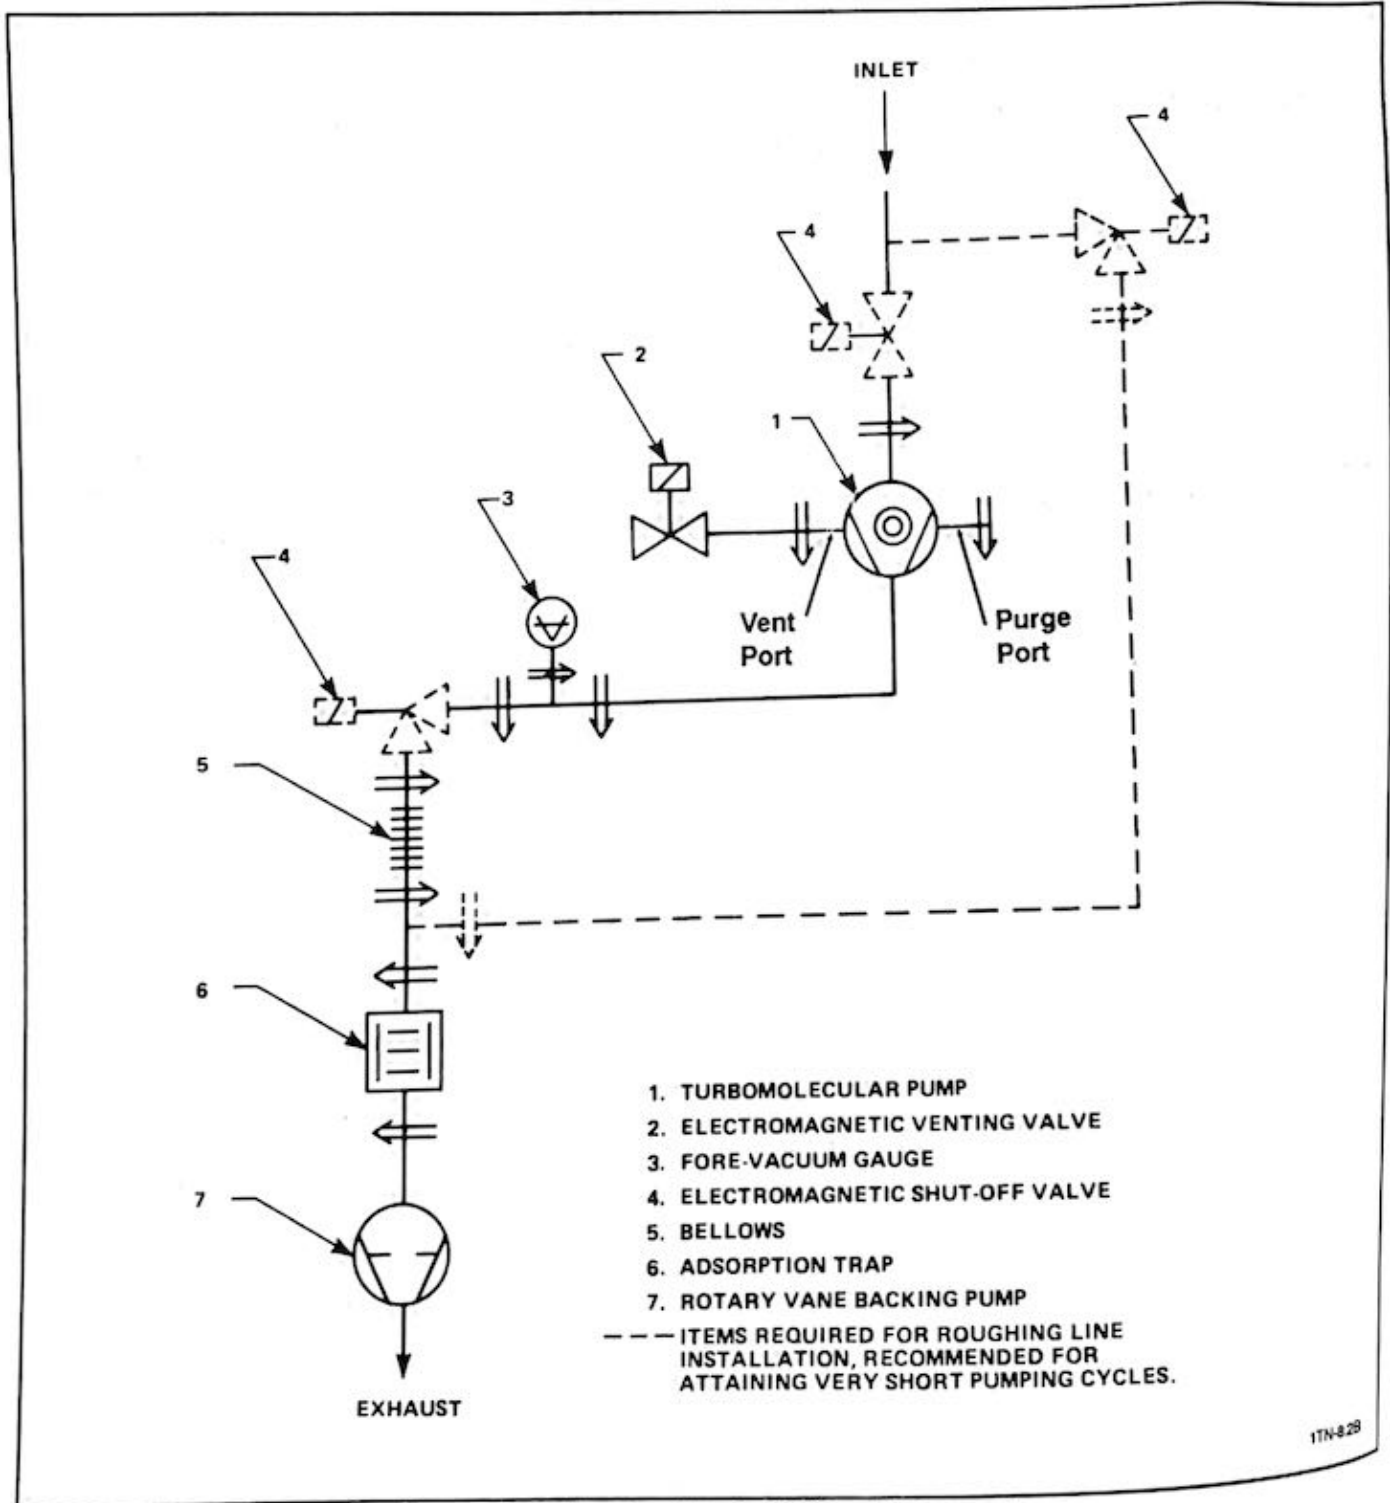 INLET
4
4
2
1
3
4
Vent
Port
Purge
Port
5
6
7
1. TURBOMOLECULAR PUMP
2. ELECTROMAGNETIC VENTING VALVE
3. FORE-VACUUM GAUGE
4. ELECTROMAGNETIC SHUT-OFF VALVE
5. BELLOWS
6. ADSORPTION TRAP
7. ROTARY VANE BACKING PUMP
--- ITEMS REQUIRED FOR ROUGHING LINE
INSTALLATION, RECOMMENDED FOR
ATTAINING VERY SHORT PUMPING CYCLES.
EXHAUST
1TN-8.2B